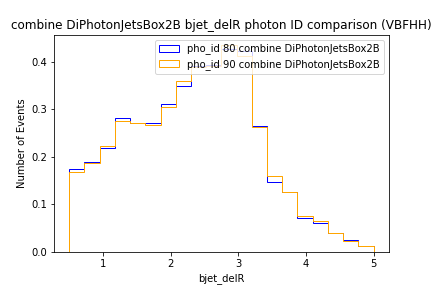 combine DiPhotonJetsBox2B bjet_delR photon ID comparison (VBFHH)
pho_id 80 combine DiPhotonJetsBox2B
pho_id 90 combine DiPhotonJetsBox2B
Number of Events
0.4
0.3
0.2
0.1
0.0
1 2 3 4 5
bjet_delR